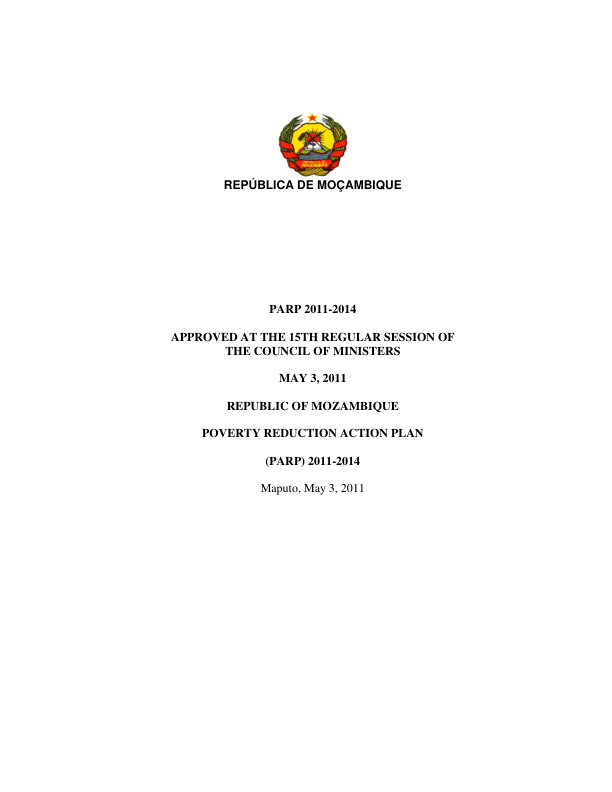 REPÚBLICA DE MOÇAMBIQUE
PARP 2011-2014
APPROVED AT THE 15TH REGULAR SESSION OF
THE COUNCIL OF MINISTERS
MAY 3, 2011
REPUBLIC OF MOZAMBIQUE
POVERTY REDUCTION ACTION PLAN
(PARP) 2011-2014
Maputo, May 3, 2011